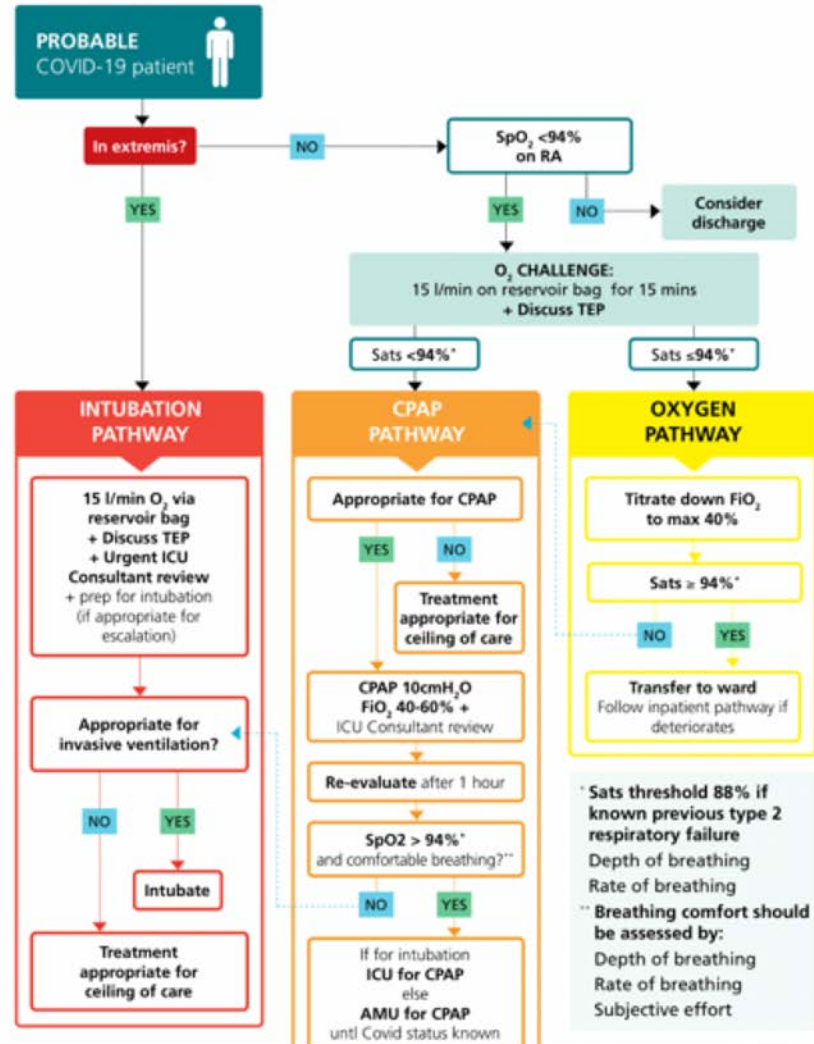 PROBABLE
COVID-19 patient
In extremis?
NO
SpO₂ <94%
on RA
YES
YES
NO
Consider
discharge
O₂ CHALLENGE:
15 l/min on reservoir bag for 15 mins
+ Discuss TEP
Sats <94%*
Sats ≤94%*
INTUBATION
PATHWAY
15 l/min O₂ via
reservoir bag
+ Discuss TEP
+ Urgent ICU
Consultant review
+ prep for intubation
(if appropriate for
escalation)
Appropriate for
invasive ventilation?
NO
YES
Intubate
Treatment
appropriate for
ceiling of care
CPAP
PATHWAY
Appropriate for CPAP
YES
NO
Treatment
appropriate for
ceiling of care
CPAP 10cmH₂O
FiO₂ 40-60% +
ICU Consultant review
Re-evaluate after 1 hour
SpO2 > 94%*
and comfortable breathing?**
NO
YES
If for intubation
ICU for CPAP
else
AMU for CPAP
untl Covid status known
OXYGEN
PATHWAY
Titrate down FiO₂
to max 40%
Sats ≥ 94%*
NO
YES
Transfer to ward
Follow inpatient pathway if
deteriorates
* Sats threshold 88% if
known previous type 2
respiratory failure
Depth of breathing
Rate of breathing
** Breathing comfort should
be assessed by:
Depth of breathing
Rate of breathing
Subjective effort